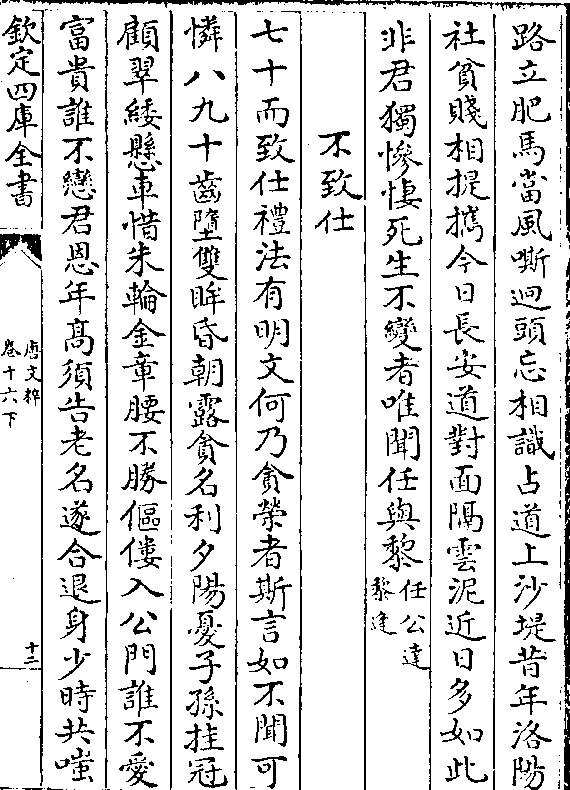 路立肥馬當風嘶迴頭忘相識占道上沙堤昔年洛陽
社貧賤相提攜今日長安道對面隔雲泥近日多如此
非君獨慘悽死生不變者唯聞任與黎任公達
黎逢
不致仕
七十而致仕禮法有明文何乃貪榮者斯言如不聞可
憐八九十齒墮雙眸昏朝露貪名利夕陽憂子孫挂冠
顧翠緌懸車惜朱輪金章腰不勝傴僂入公門誰不愛
富貴誰不戀君恩年髙須告老名遂合退身少時共嗤
欽定四庫全書
唐文粹
卷十六下
十三